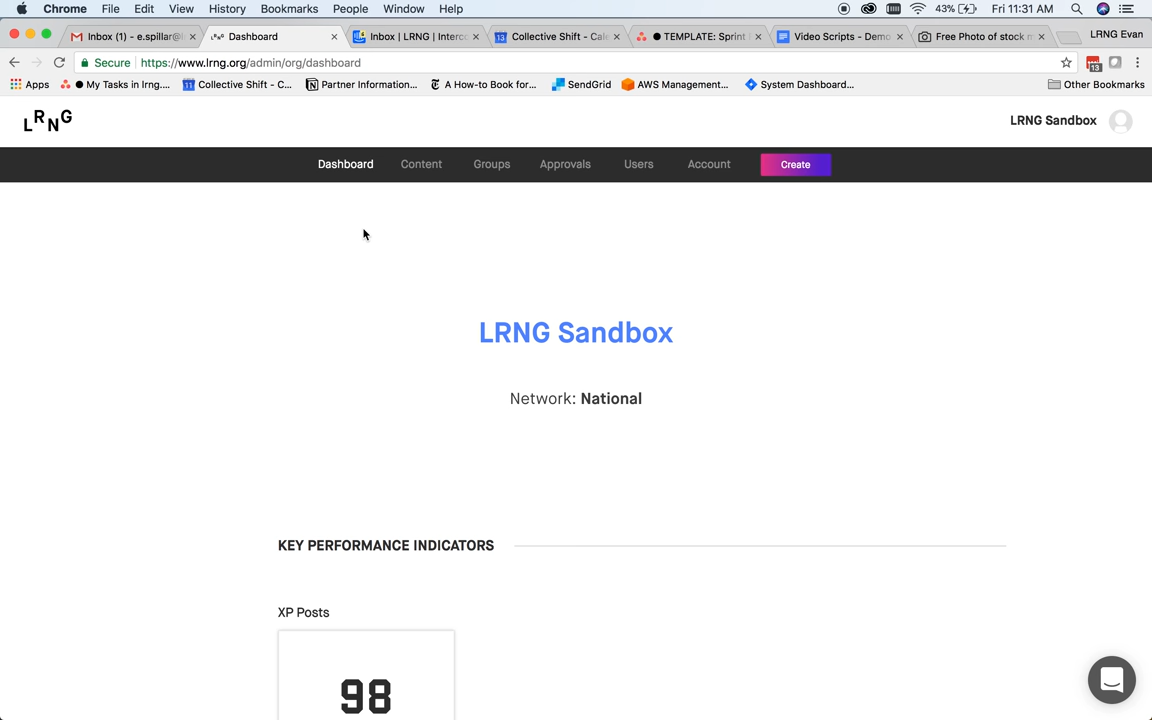 Chrome File Edit View History Bookmarks People Window Help 43% Fri 11:31 AM
Inbox (1) - e.spillar@l Dashboard Inbox | LRNG | Interco Collective Shift - Cale TEMPLATE: Sprint Video Scripts - Demo Free Photo of stock m LRNG Evan
Secure https://www.lrng.org/admin/org/dashboard 13
Apps My Tasks in lrng.... Collective Shift - C... Partner Information... A How-to Book for... SendGrid AWS Management... System Dashboard... Other Bookmarks
LRNG LRNG Sandbox
Dashboard Content Groups Approvals Users Account Create
LRNG Sandbox
Network: National
KEY PERFORMANCE INDICATORS
XP Posts
98